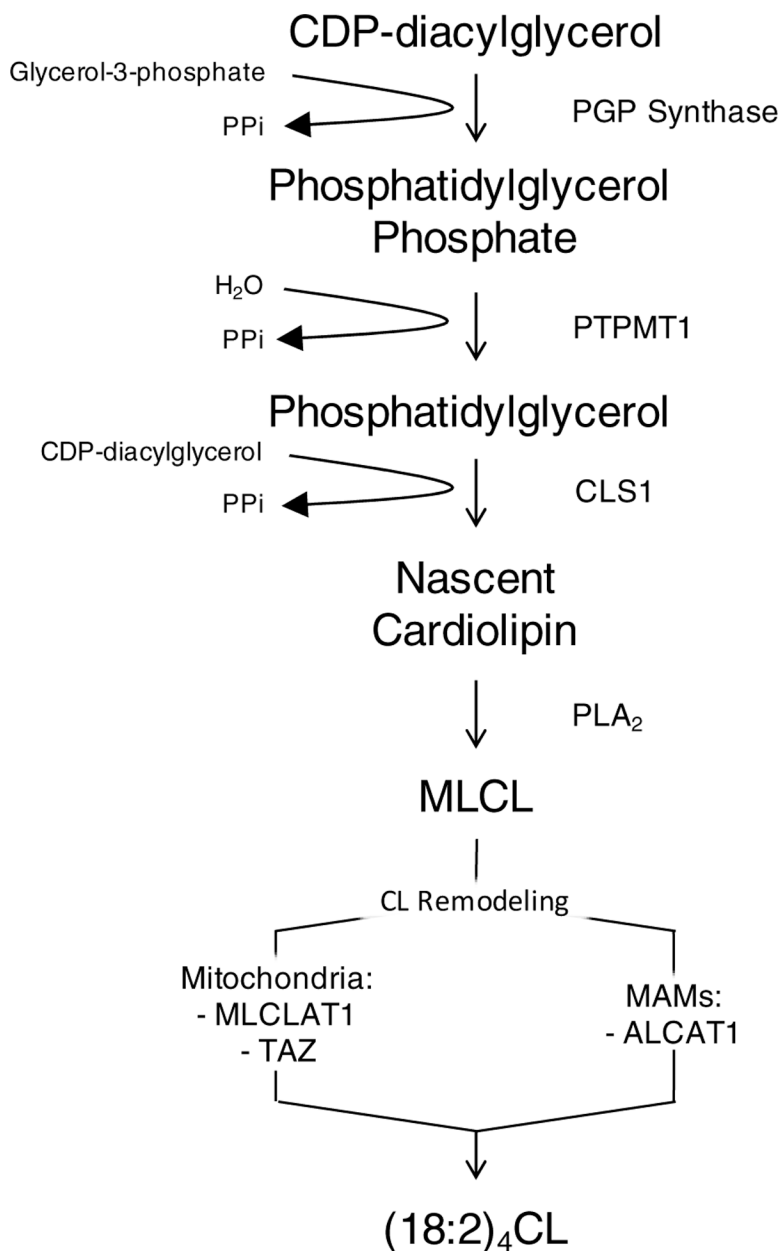 CDP-diacylglycerol
Glycerol-3-phosphate
PPi
PGP Synthase
Phosphatidylglycerol
Phosphate
H₂O
PPi
PTPMT1
Phosphatidylglycerol
CDP-diacylglycerol
PPi
CLS1
Nascent
Cardiolipin
PLA₂
MLCL
CL Remodeling
Mitochondria:
- MLCLAT1
- TAZ
MAMs:
- ALCAT1
(18:2)₄CL